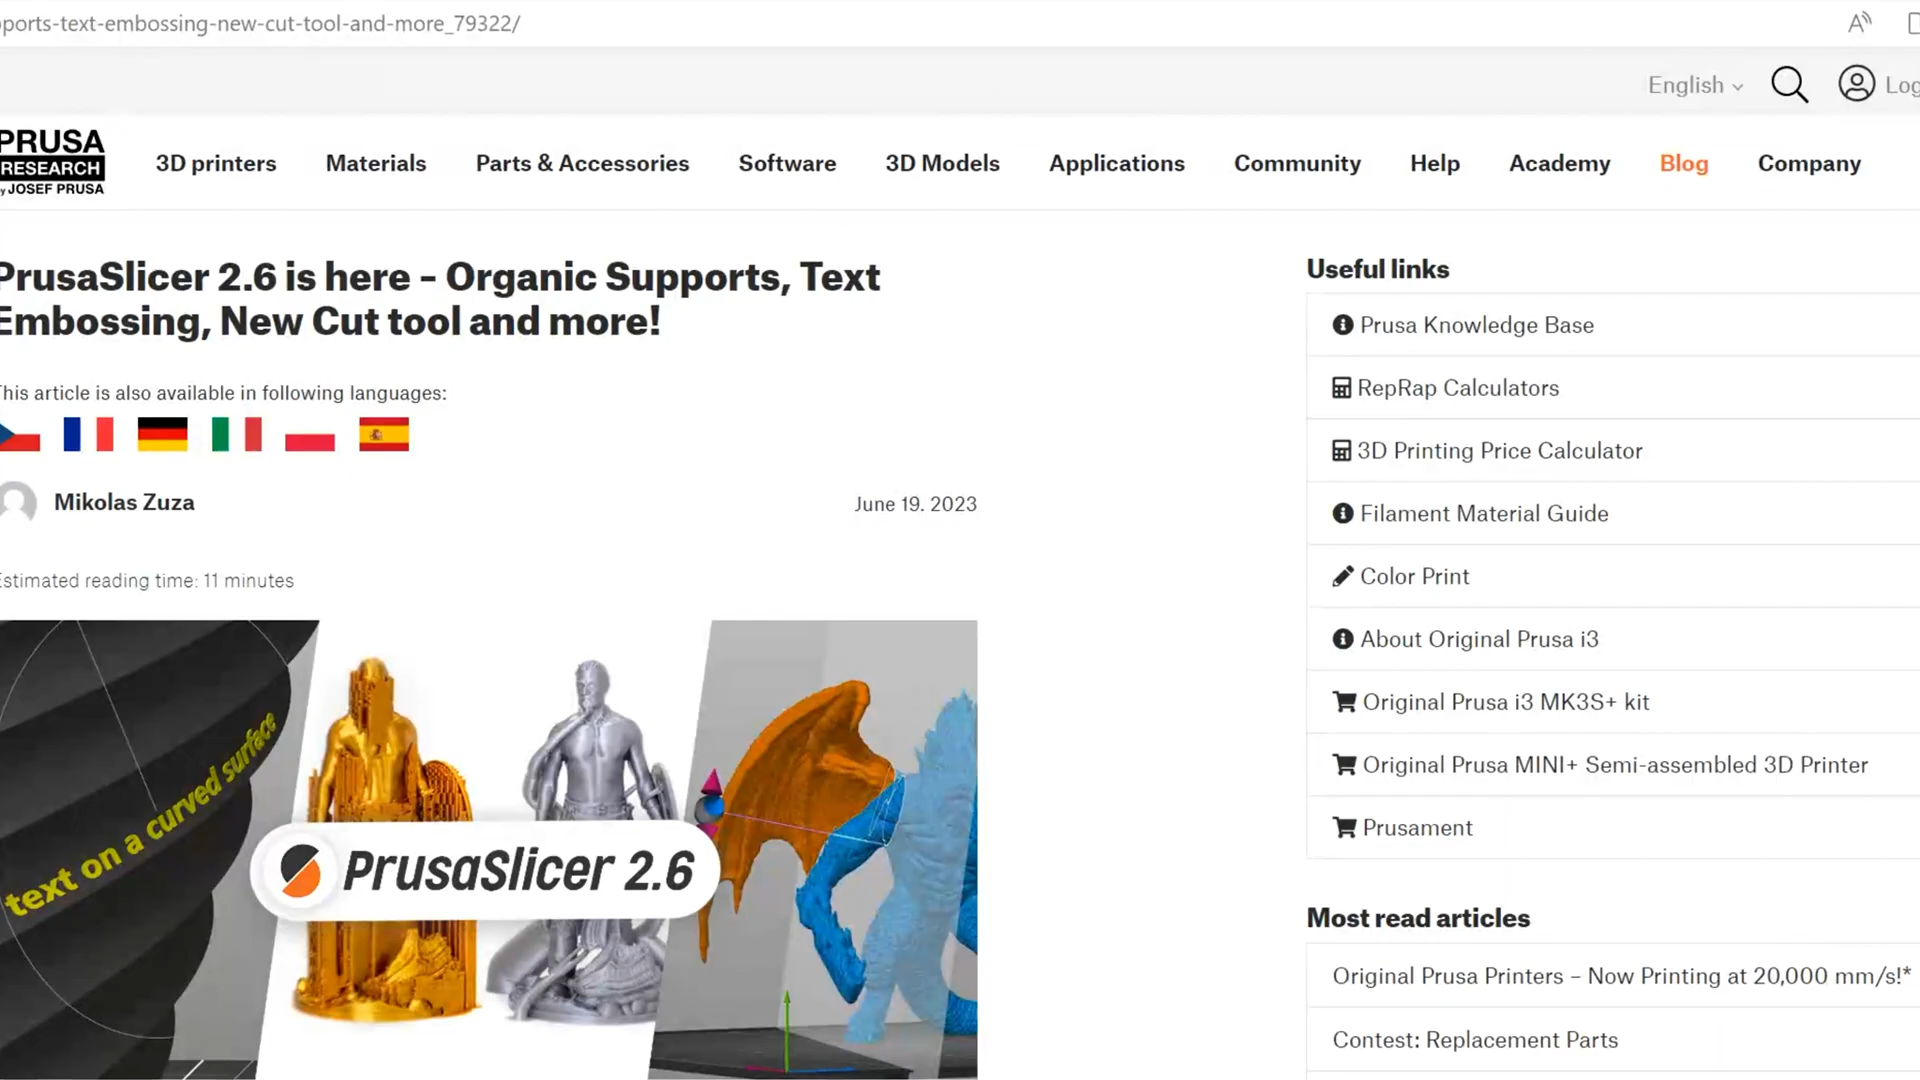 ports-text-embossing-new-cut-tool-and-more_79322/
English
PRUSA
RESEARCH
by JOSEF PRUSA
3D printers Materials Parts & Accessories Software 3D Models Applications Community Help Academy Blog Company
PrusaSlicer 2.6 is here – Organic Supports, Text
Embossing, New Cut tool and more!
This article is also available in following languages:
Mikolas Zuza
June 19. 2023
Estimated reading time: 11 minutes
text on a curved surface
PrusaSlicer 2.6
Useful links
Prusa Knowledge Base
RepRap Calculators
3D Printing Price Calculator
Filament Material Guide
Color Print
About Original Prusa i3
Original Prusa i3 MK3S+ kit
Original Prusa MINI+ Semi-assembled 3D Printer
Prusament
Most read articles
Original Prusa Printers – Now Printing at 20,000 mm/s!*
Contest: Replacement Parts